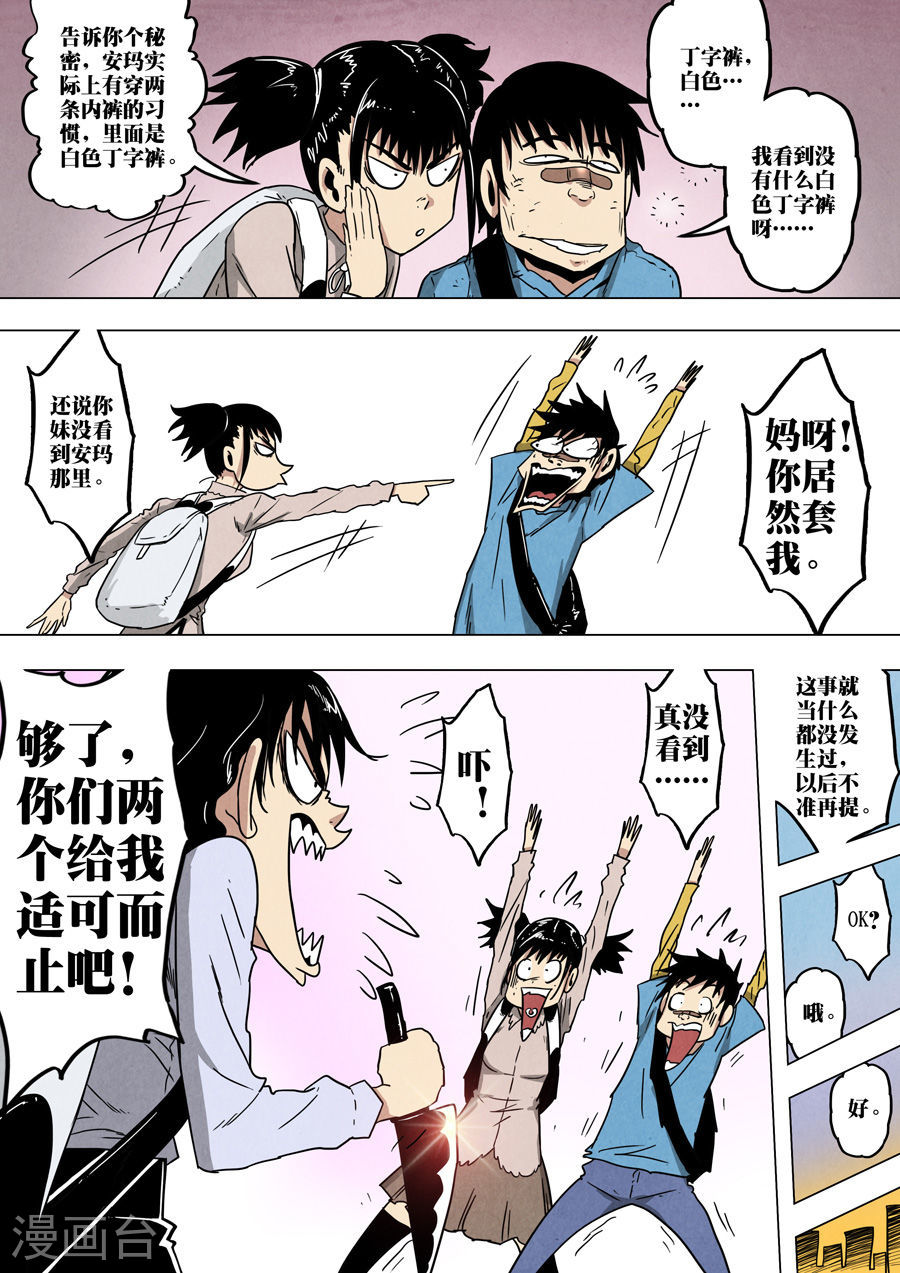 告诉你个秘
密，安玛实
际上有穿两
条内裤的习
惯，里面是
白色丁字裤。
丁字裤，
白色……
……
我看到没
有什么白
色丁字裤
呀……
还说你
妹没看
到安玛
那里。
妈呀！
你居
然套
我。
够了，
你们两
个给我
适可而
止吧！
吓！
真没
看到
……
这事就
当什么
都没发
生过，
以后不
准再提。
OK?
哦。
好。
漫画台